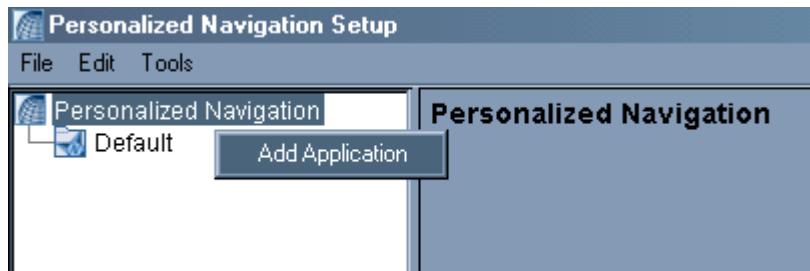 Personalized Navigation Setup
File Edit Tools
Personalized Navigation
Default
Add Application
Personalized Navigation